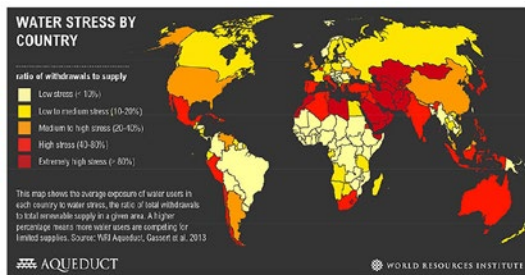 WATER STRESS BY
COUNTRY
ratio of withdrawals to supply
Low stress (< 10%)
Low to medium stress (10-20%)
Medium to high stress (20-40%)
High stress (40-80%)
Extremely high stress (> 80%)
This map shows the average exposure of water users in
each country to water stress, the ratio of total withdrawals
to total renewable supply in a given area. A higher
percentage means more water users are competing for
limited supplies. Source: WRI Aqueduct, Gassert et al. 2013
AQUEDUCT
WORLD RESOURCES INSTITUTE